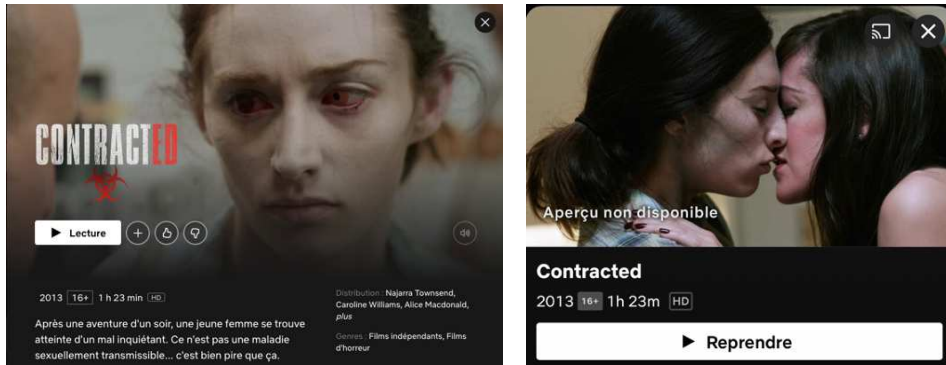 CONTRACTED
Lecture
2013 16+ 1 h 23 min HD
Après une aventure d'un soir, une jeune femme se trouve
atteinte d'un mal inquiétant. Ce n'est pas une maladie
sexuellement transmissible... c'est bien pire que ça.
Distribution : Najarra Townsend,
Caroline Williams, Alice Macdonald,
plus
Genres : Films indépendants, Films
d'horreur
Aperçu non disponible
Contracted
2013 16+ 1h 23m HD
Reprendre